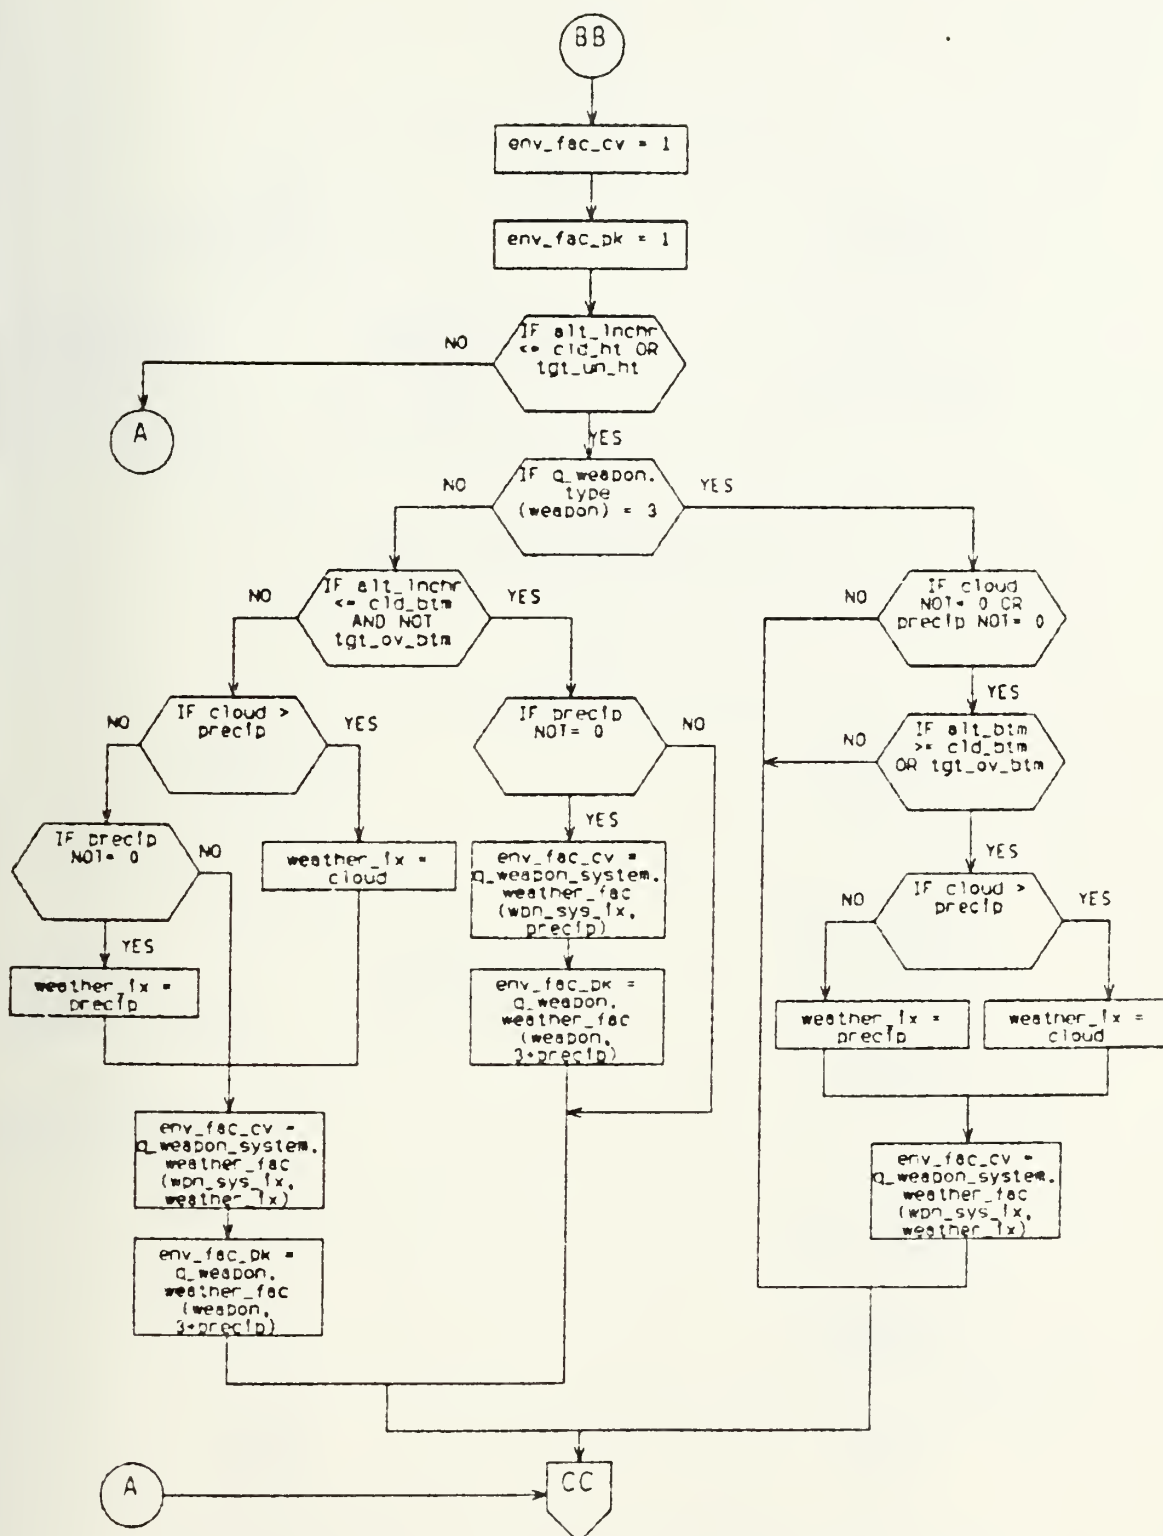 BB
env_fac_cv = 1
env_fac_pk = 1
IF alt_lnchr
<= cld_ht OR
tgt_un_ht
NO
A
YES
IF q_weapon.
type
(weapon) = 3
NO
YES
IF alt_lnchr
<= cld_btm
AND NOT
tgt_ov_btm
NO
YES
IF cloud
NOT= 0 OR
precip NOT= 0
NO
YES
IF cloud >
precip
NO
YES
IF precip
NOT= 0
NO
YES
IF alt_btm
>= cld_btm
OR tgt_ov_btm
NO
YES
IF precip
NOT= 0
NO
YES
weather_ix =
precip
weather_ix =
cloud
env_fac_cv =
q_weapon_system.
weather_fac
(wpn_sys_ix,
precip)
env_fac_pk =
q_weapon.
weather_fac
(weapon,
3+precip)
IF cloud >
precip
NO
YES
weather_ix =
precip
weather_ix =
cloud
env_fac_cv =
q_weapon_system.
weather_fac
(wpn_sys_ix,
weather_ix)
env_fac_pk =
q_weapon.
weather_fac
(weapon,
3+precip)
env_fac_cv =
q_weapon_system.
weather_fac
(wpn_sys_ix,
weather_ix)
A
CC